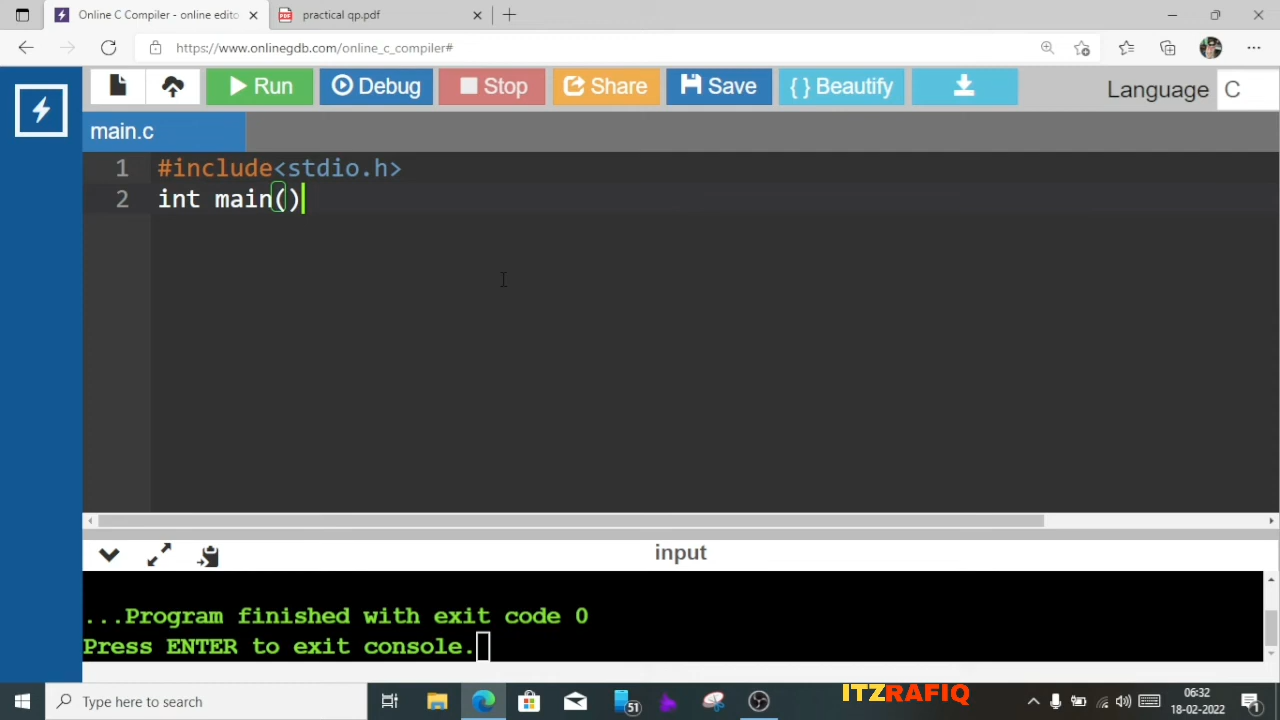 Online C Compiler - online edito
practical qp.pdf
https://www.onlinegdb.com/online_c_compiler#
Run
Debug
Stop
Share
Save
{ } Beautify
Language
C
main.c
1 #include<stdio.h>
2 int main()
input
...Program finished with exit code 0
Press ENTER to exit console.
Type here to search
51
ITZRAFIQ
06:32
18-02-2022
1